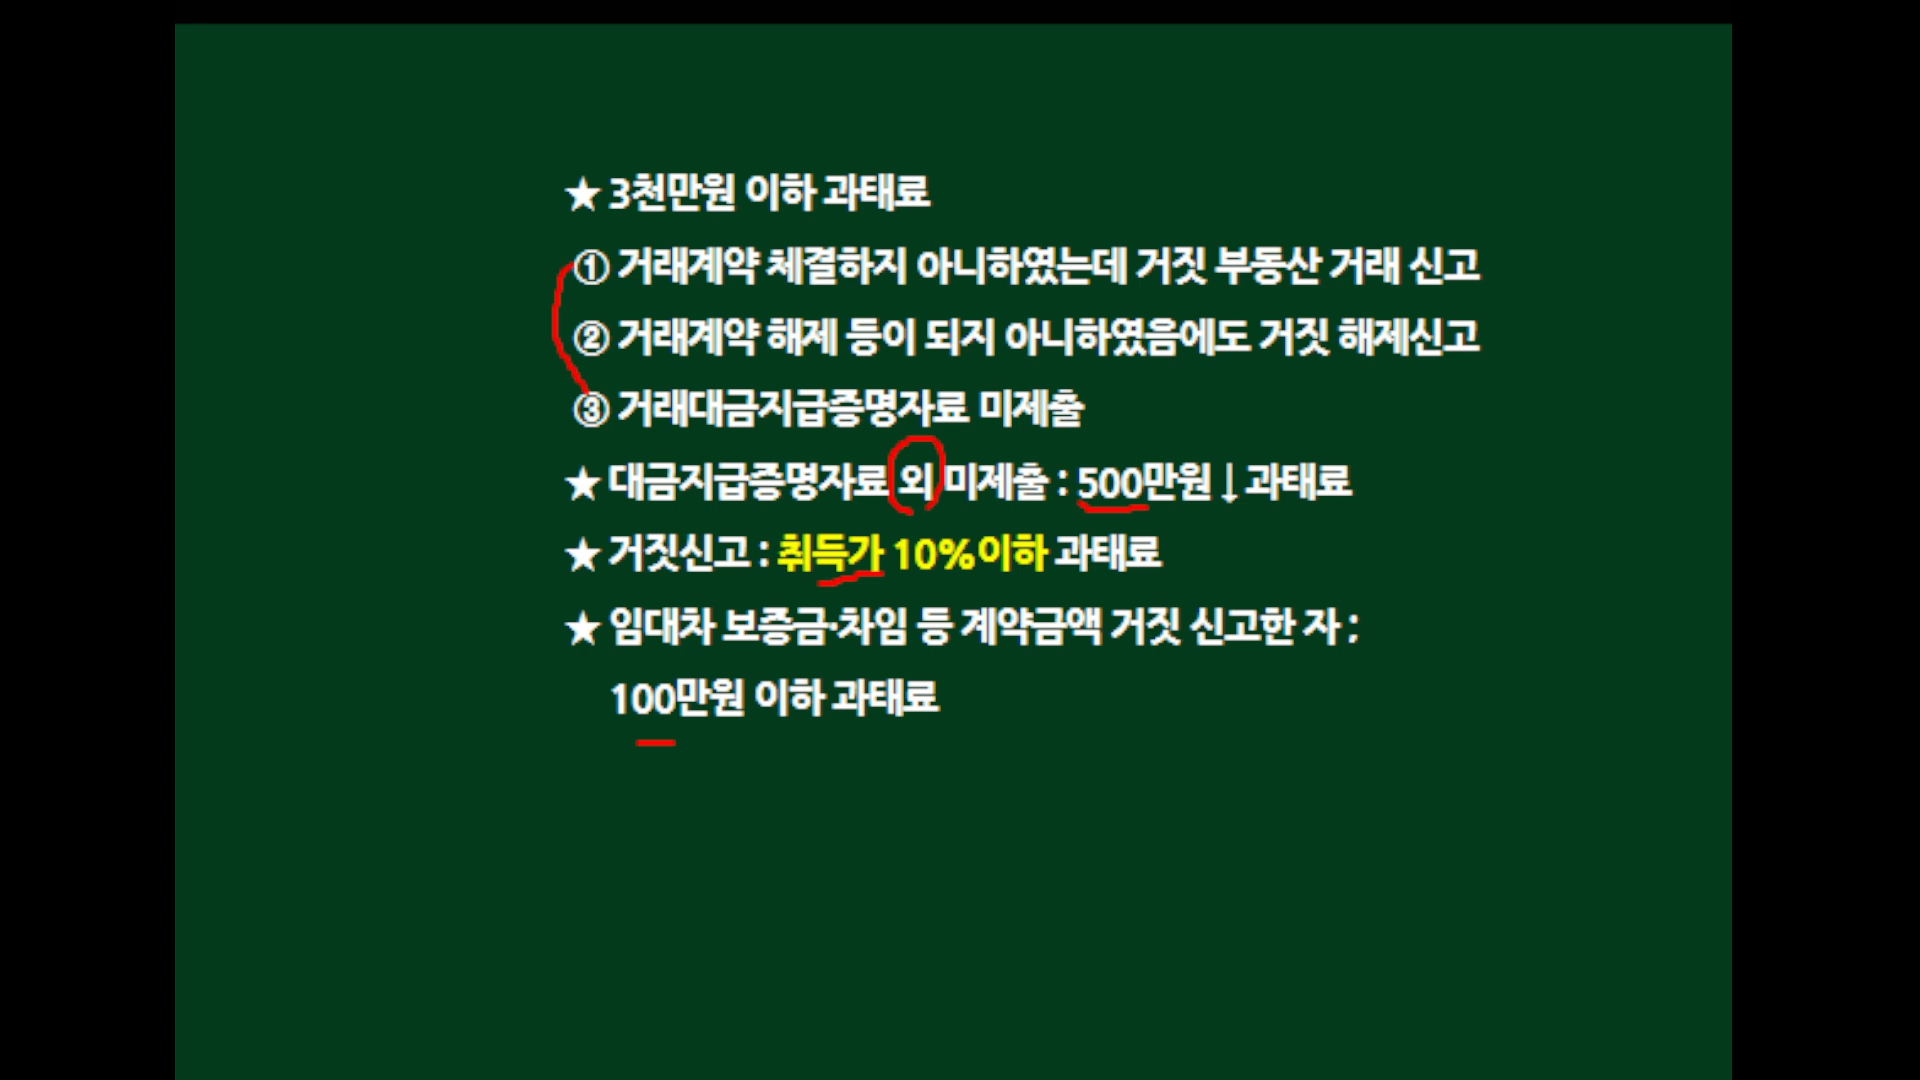 ★ 3천만원 이하 과태료
① 거래계약 체결하지 아니하였는데 거짓 부동산 거래 신고
② 거래계약 해제 등이 되지 아니하였음에도 거짓 해제신고
③ 거래대금지급증명자료 미제출
★ 대금지급증명자료 외 미제출 : 500만원↓과태료
★ 거짓신고 : 취득가 10%이하 과태료
★ 임대차 보증금·차임 등 계약금액 거짓 신고한 자 :
100만원 이하 과태료